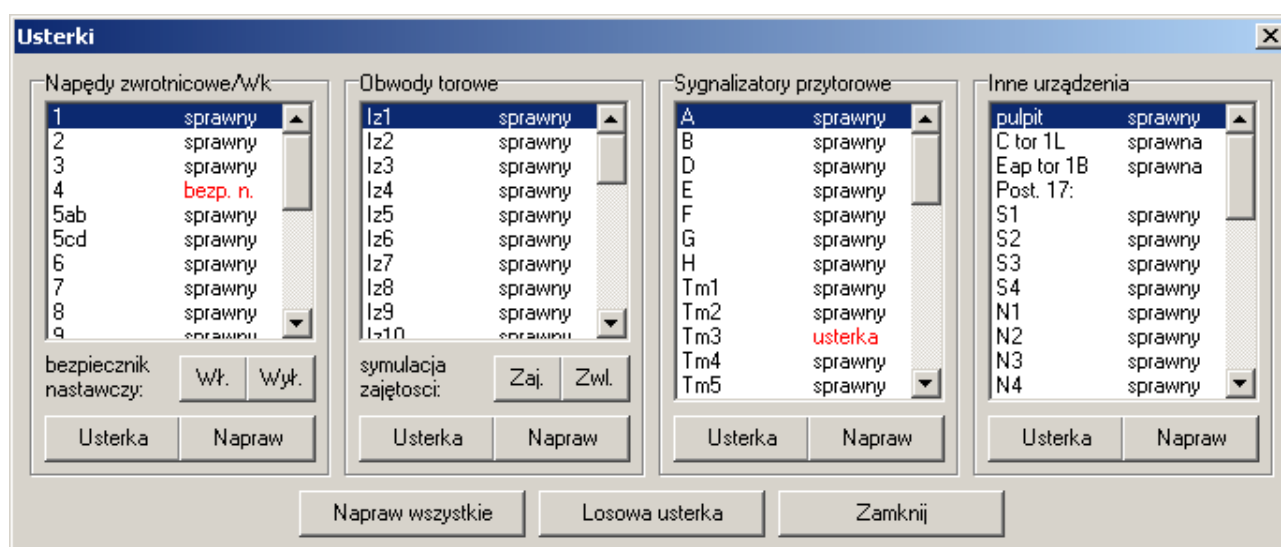 Usterki
Napędy zwrotnicowe/Wk
1 sprawny
2 sprawny
3 sprawny
4 bezp. n.
5ab sprawny
5cd sprawny
6 sprawny
7 sprawny
8 sprawny
9 sprawny
bezpiecznik
nastawczy:
Wł. Wył.
Usterka Napraw
Obwody torowe
Iz1 sprawny
Iz2 sprawny
Iz3 sprawny
Iz4 sprawny
Iz5 sprawny
Iz6 sprawny
Iz7 sprawny
Iz8 sprawny
Iz9 sprawny
Iz10 sprawny
symulacja
zajętosci:
Zaj. Zwl.
Usterka Napraw
Sygnalizatory przytorowe
A sprawny
B sprawny
D sprawny
E sprawny
F sprawny
G sprawny
H sprawny
Tm1 sprawny
Tm2 sprawny
Tm3 usterka
Tm4 sprawny
Tm5 sprawny
Usterka Napraw
Inne urządzenia
pulpit sprawny
C tor 1L sprawna
Eap tor 1B sprawna
Post. 17:
S1 sprawny
S2 sprawny
S3 sprawny
S4 sprawny
N1 sprawny
N2 sprawny
N3 sprawny
N4 sprawny
Usterka Napraw
Napraw wszystkie Losowa usterka Zamknij